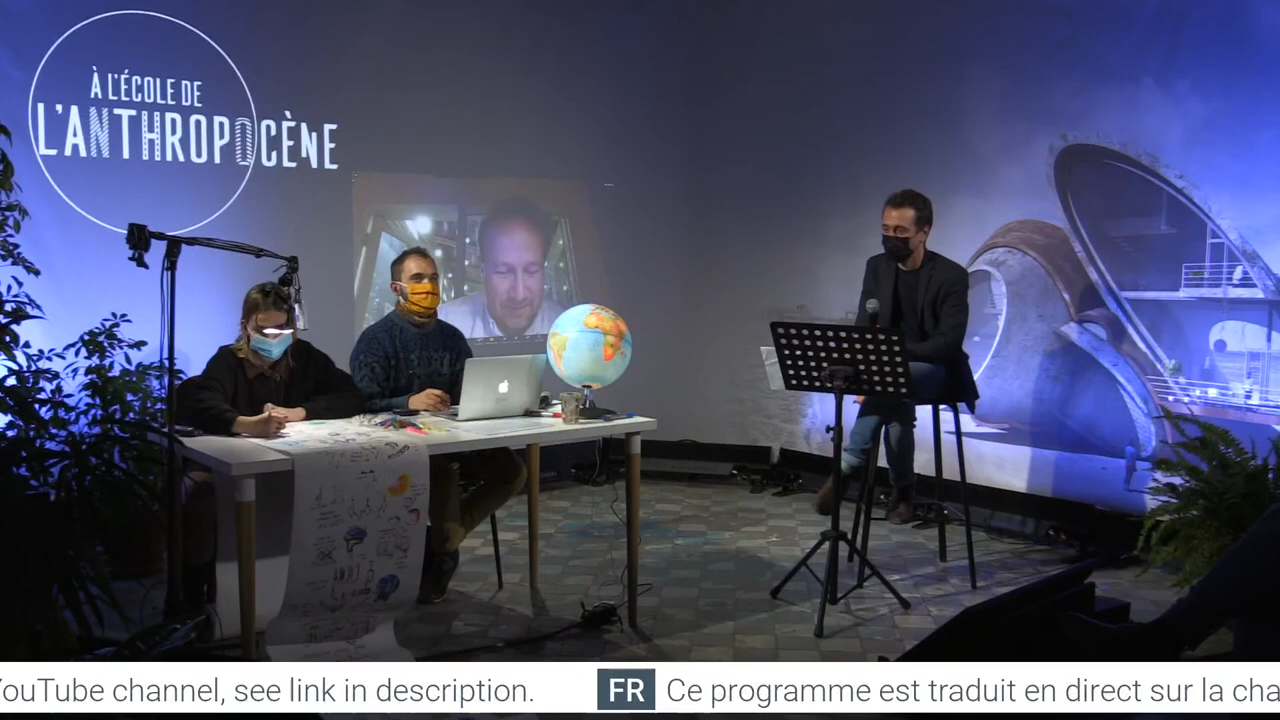 À L'ÉCOLE DE
L'ANTHROPOCÈNE
YouTube channel, see link in description.
FR Ce programme est traduit en direct sur la cha